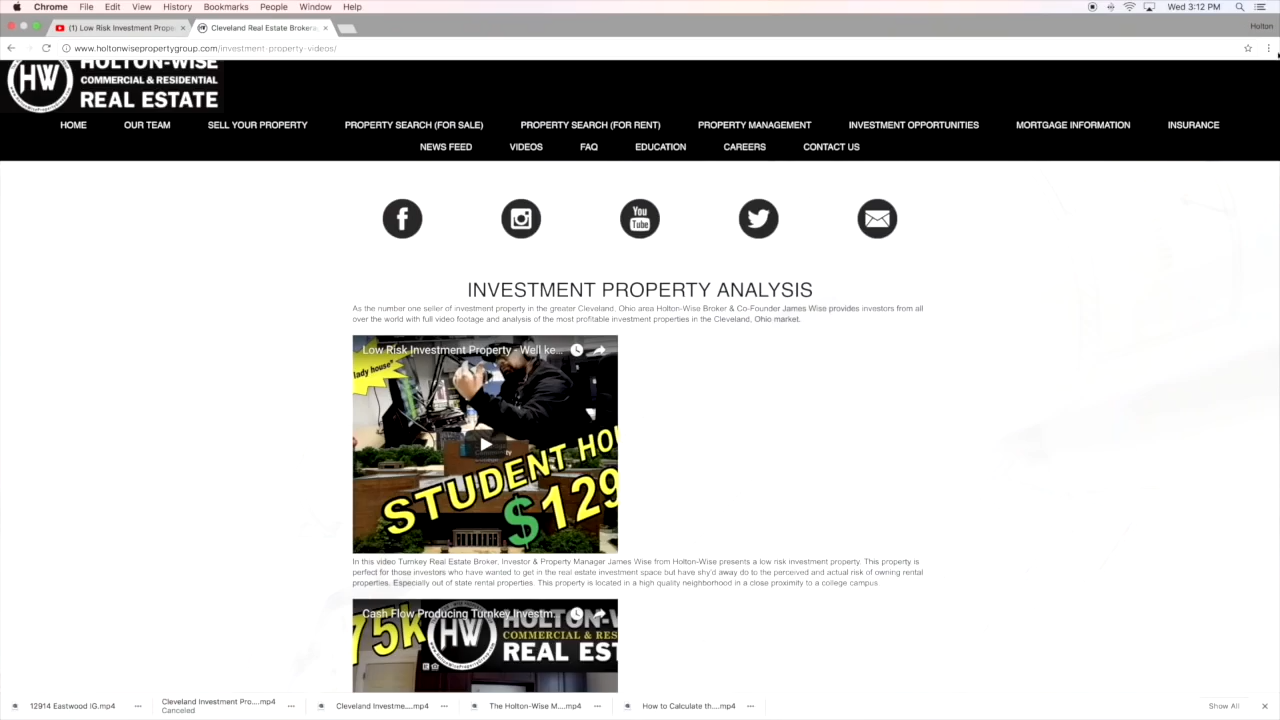 Chrome File Edit View History Bookmarks People Window Help Wed 3:12 PM
(1) Low Risk Investment Prope Cleveland Real Estate Brokera Holton
www.holtonwisepropertygroup.com/investment-property-videos/
HOLTON-WISE
HW
COMMERCIAL & RESIDENTIAL
REAL ESTATE
HOME OUR TEAM SELL YOUR PROPERTY PROPERTY SEARCH (FOR SALE) PROPERTY SEARCH (FOR RENT) PROPERTY MANAGEMENT INVESTMENT OPPORTUNITIES MORTGAGE INFORMATION INSURANCE
NEWS FEED VIDEOS FAQ EDUCATION CAREERS CONTACT US
You
Tube
INVESTMENT PROPERTY ANALYSIS
As the number one seller of investment property in the greater Cleveland, Ohio area Holton-Wise Broker & Co-Founder James Wise provides investors from all
over the world with full video footage and analysis of the most profitable investment properties in the Cleveland, Ohio market.
Low Risk Investment Property - Well ke...
lady house"
STUDENT HOU
$129
In this video Turnkey Real Estate Broker, Investor & Property Manager James Wise from Holton-Wise presents a low risk investment property. This property is
perfect for those investors who have wanted to get in the real estate investment space but have shy'd away do to the perceived and actual risk of owning rental
properties. Especially out of state rental properties. This property is located in a high quality neighborhood in a close proximity to a college campus.
Cash Flow Producing Turnkey Investm...
75k
HW
HOLTON-W
COMMERCIAL & RES
REAL EST
12914 Eastwood IG.mp4 Cleveland Investment Pro....mp4 Cleveland Investme....mp4 The Holton-Wise M....mp4 How to Calculate th....mp4 Show All
Canceled